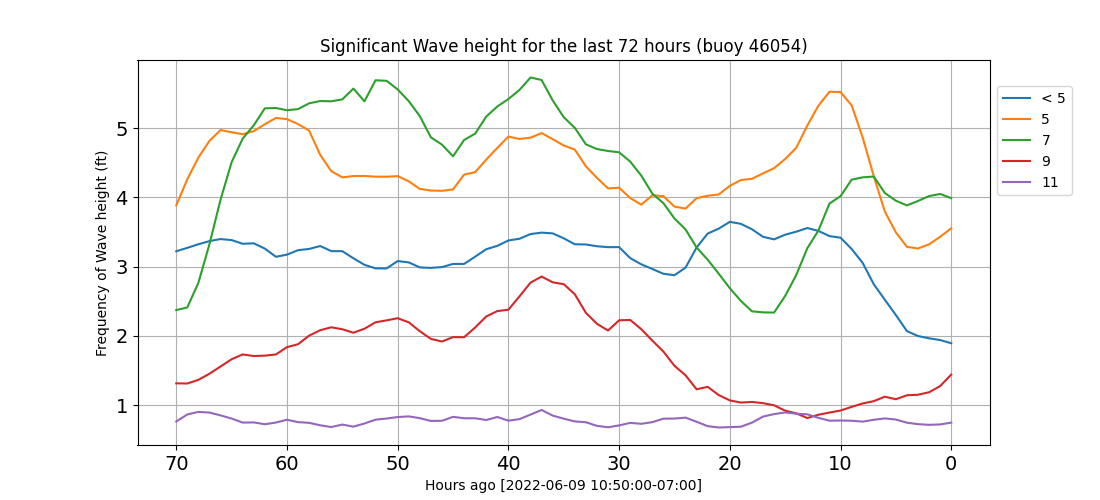 Significant Wave height for the last 72 hours (buoy 46054)
Frequency of Wave height (ft)
5
4
3
2
1
70 60 50 40 30 20 10 0
Hours ago [2022-06-09 10:50:00-07:00]
< 5
5
7
9
11